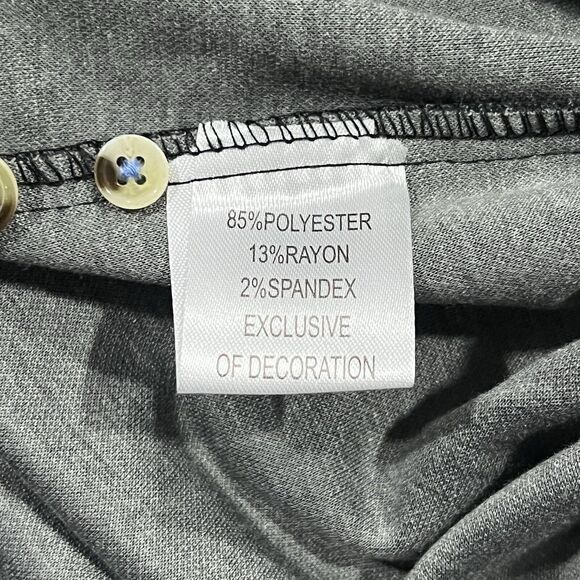 85%POLYESTER
13%RAYON
2%SPANDEX
EXCLUSIVE
OF DECORATION